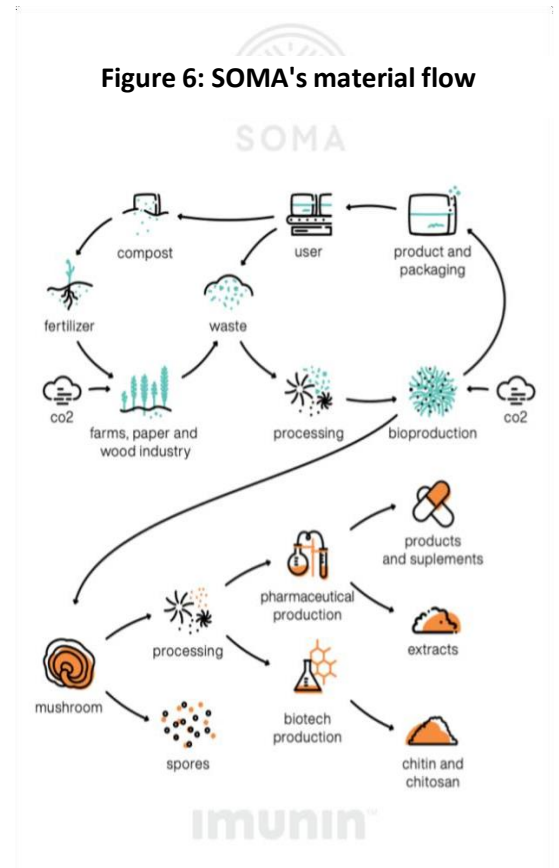 Figure 6: SOMA's material flow
SOMA
compost
user
product and
packaging
fertilizer
waste
co2
farms, paper and
wood industry
processing
bioproduction
co2
products
and suplements
pharmaceutical
production
extracts
processing
mushroom
biotech
production
spores
chitin and
chitosan
imunin™